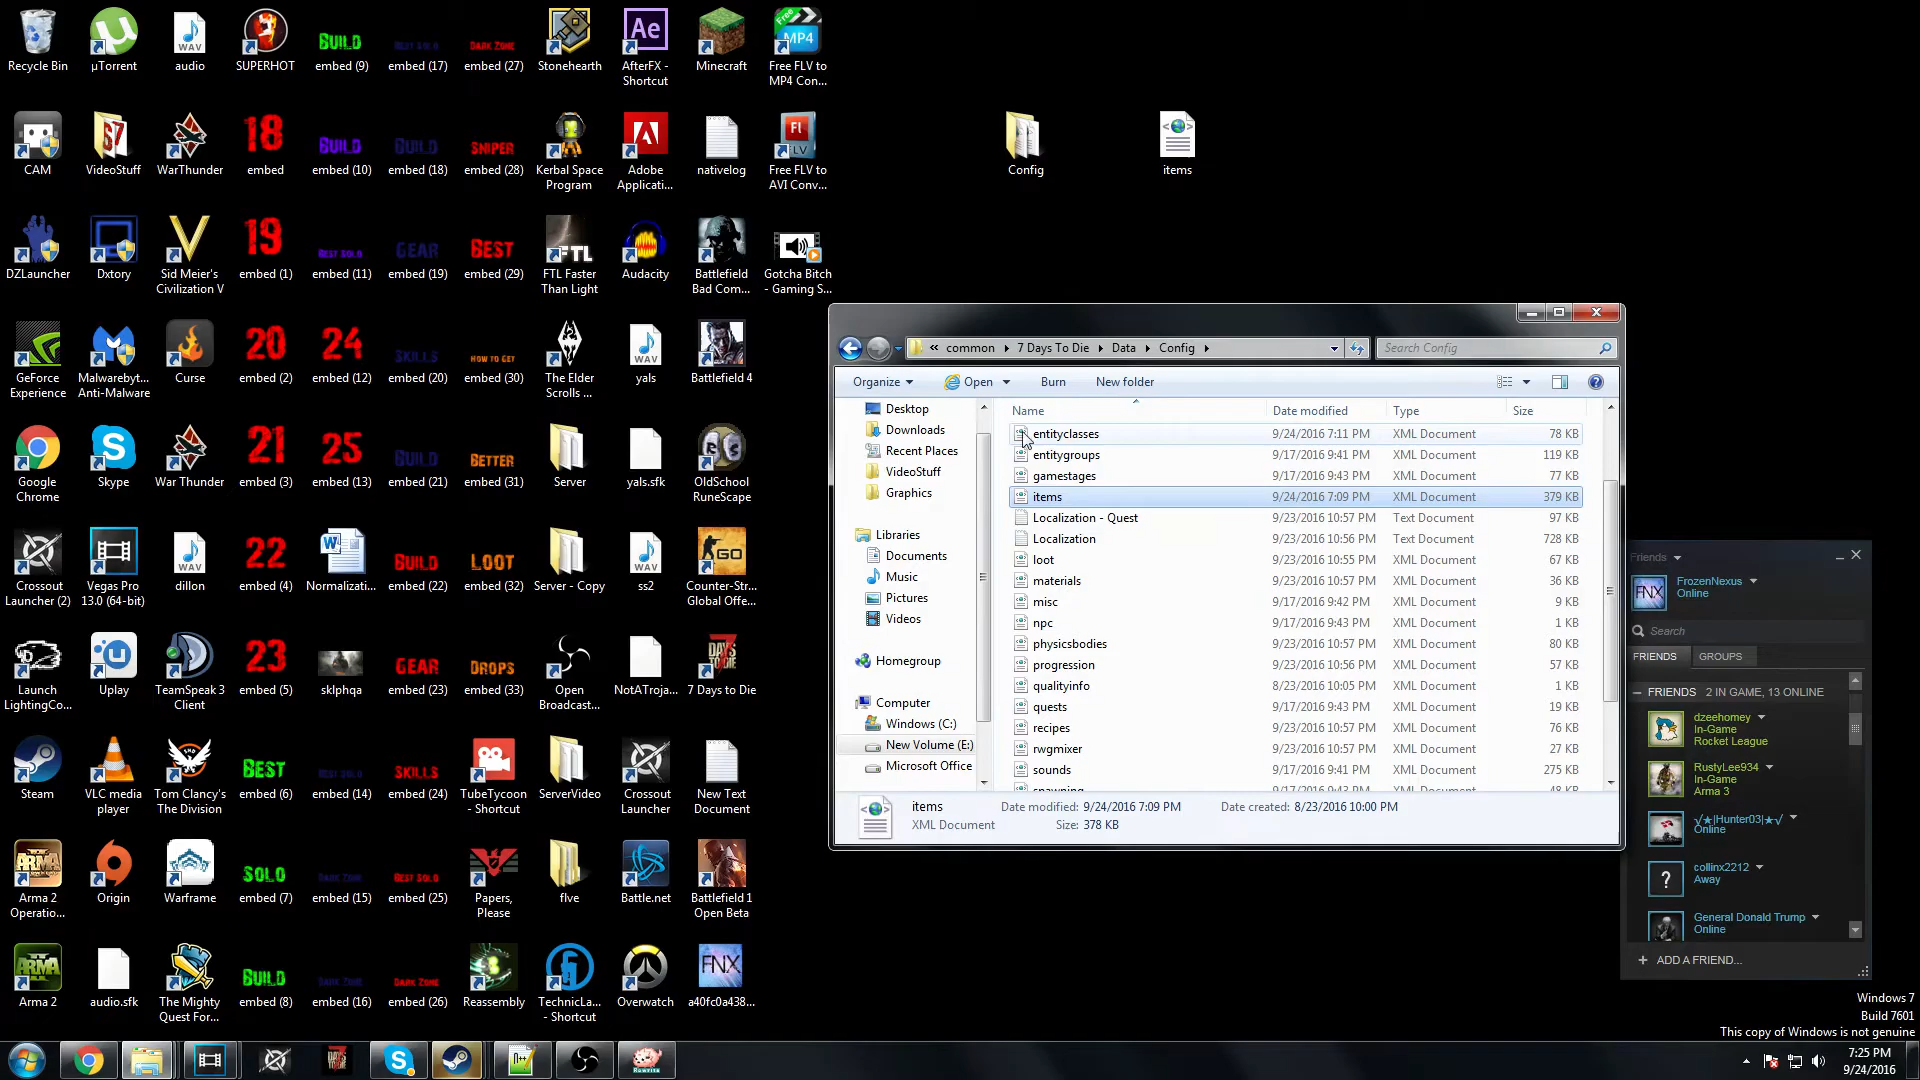 Recycle Bin
µTorrent
audio
SUPERHOT
embed (9)
embed (17)
embed (27)
Stonehearth
AfterFX -
Shortcut
Minecraft
Free FLV to
MP4 Con...
CAM
VideoStuff
WarThunder
embed
embed (10)
embed (18)
embed (28)
Kerbal Space
Program
Adobe
Applicati...
nativelog
Free FLV to
AVI Conv...
Config
items
DZLauncher
Dxtory
Sid Meier's
Civilization V
embed (1)
embed (11)
embed (19)
embed (29)
FTL Faster
Than Light
Audacity
Battlefield
Bad Com...
Gotcha Bitch
- Gaming S...
GeForce
Experience
Malwarebyt...
Anti-Malware
Curse
embed (2)
embed (12)
embed (20)
embed (30)
The Elder
Scrolls ...
yals
Battlefield 4
Google
Chrome
Skype
War Thunder
embed (3)
embed (13)
embed (21)
embed (31)
Server
yals.sfk
OldSchool
RuneScape
Crossout
Launcher (2)
Vegas Pro
13.0 (64-bit)
dillon
embed (4)
Normalizati...
embed (22)
embed (32)
Server - Copy
ss2
Counter-Str...
Global Offe...
Launch
LightingCo...
Uplay
TeamSpeak 3
Client
embed (5)
sklphqa
embed (23)
embed (33)
Open
Broadcast...
NotATroja...
7 Days to Die
Steam
VLC media
player
Tom Clancy's
The Division
embed (6)
embed (14)
embed (24)
TubeTycoon
- Shortcut
ServerVideo
Crossout
Launcher
New Text
Document
Arma 2
Operatio...
Origin
Warframe
embed (7)
embed (15)
embed (25)
Papers,
Please
flve
Battle.net
Battlefield 1
Open Beta
Arma 2
audio.sfk
The Mighty
Quest For...
embed (8)
embed (16)
embed (26)
Reassembly
TechnicLa...
- Shortcut
Overwatch
a40fc0a438...
« common 7 Days To Die Data Config
Search Config
Organize Open Burn New folder
Name Date modified Type Size
Desktop
Downloads
Recent Places
VideoStuff
Graphics
Libraries
Documents
Music
Pictures
Videos
Homegroup
Computer
Windows (C:)
New Volume (E:)
Microsoft Office
entityclasses 9/24/2016 7:11 PM XML Document 78 KB
entitygroups 9/17/2016 9:41 PM XML Document 119 KB
gamestages 9/17/2016 9:43 PM XML Document 77 KB
items 9/24/2016 7:09 PM XML Document 379 KB
Localization - Quest 9/23/2016 10:57 PM Text Document 97 KB
Localization 9/23/2016 10:56 PM Text Document 728 KB
loot 9/23/2016 10:55 PM XML Document 67 KB
materials 9/23/2016 10:57 PM XML Document 36 KB
misc 9/17/2016 9:42 PM XML Document 9 KB
npc 9/17/2016 9:43 PM XML Document 1 KB
physicsbodies 9/23/2016 10:57 PM XML Document 80 KB
progression 9/23/2016 10:56 PM XML Document 57 KB
qualityinfo 8/23/2016 10:05 PM XML Document 1 KB
quests 9/17/2016 9:43 PM XML Document 19 KB
recipes 9/23/2016 10:57 PM XML Document 76 KB
rwgmixer 9/23/2016 10:57 PM XML Document 27 KB
sounds 9/17/2016 9:41 PM XML Document 275 KB
items Date modified: 9/24/2016 7:09 PM Date created: 8/23/2016 10:00 PM
XML Document Size: 378 KB
Friends
FrozenNexus
Online
Search
FRIENDS GROUPS
FRIENDS 2 IN GAME, 13 ONLINE
dzeehomey
In-Game
Rocket League
RustyLee934
In-Game
Arma 3
√★|Hunter03|★√
Online
collinx2212
Away
General Donald Trump
Online
+ ADD A FRIEND...
Windows 7
Build 7601
This copy of Windows is not genuine
7:25 PM
9/24/2016